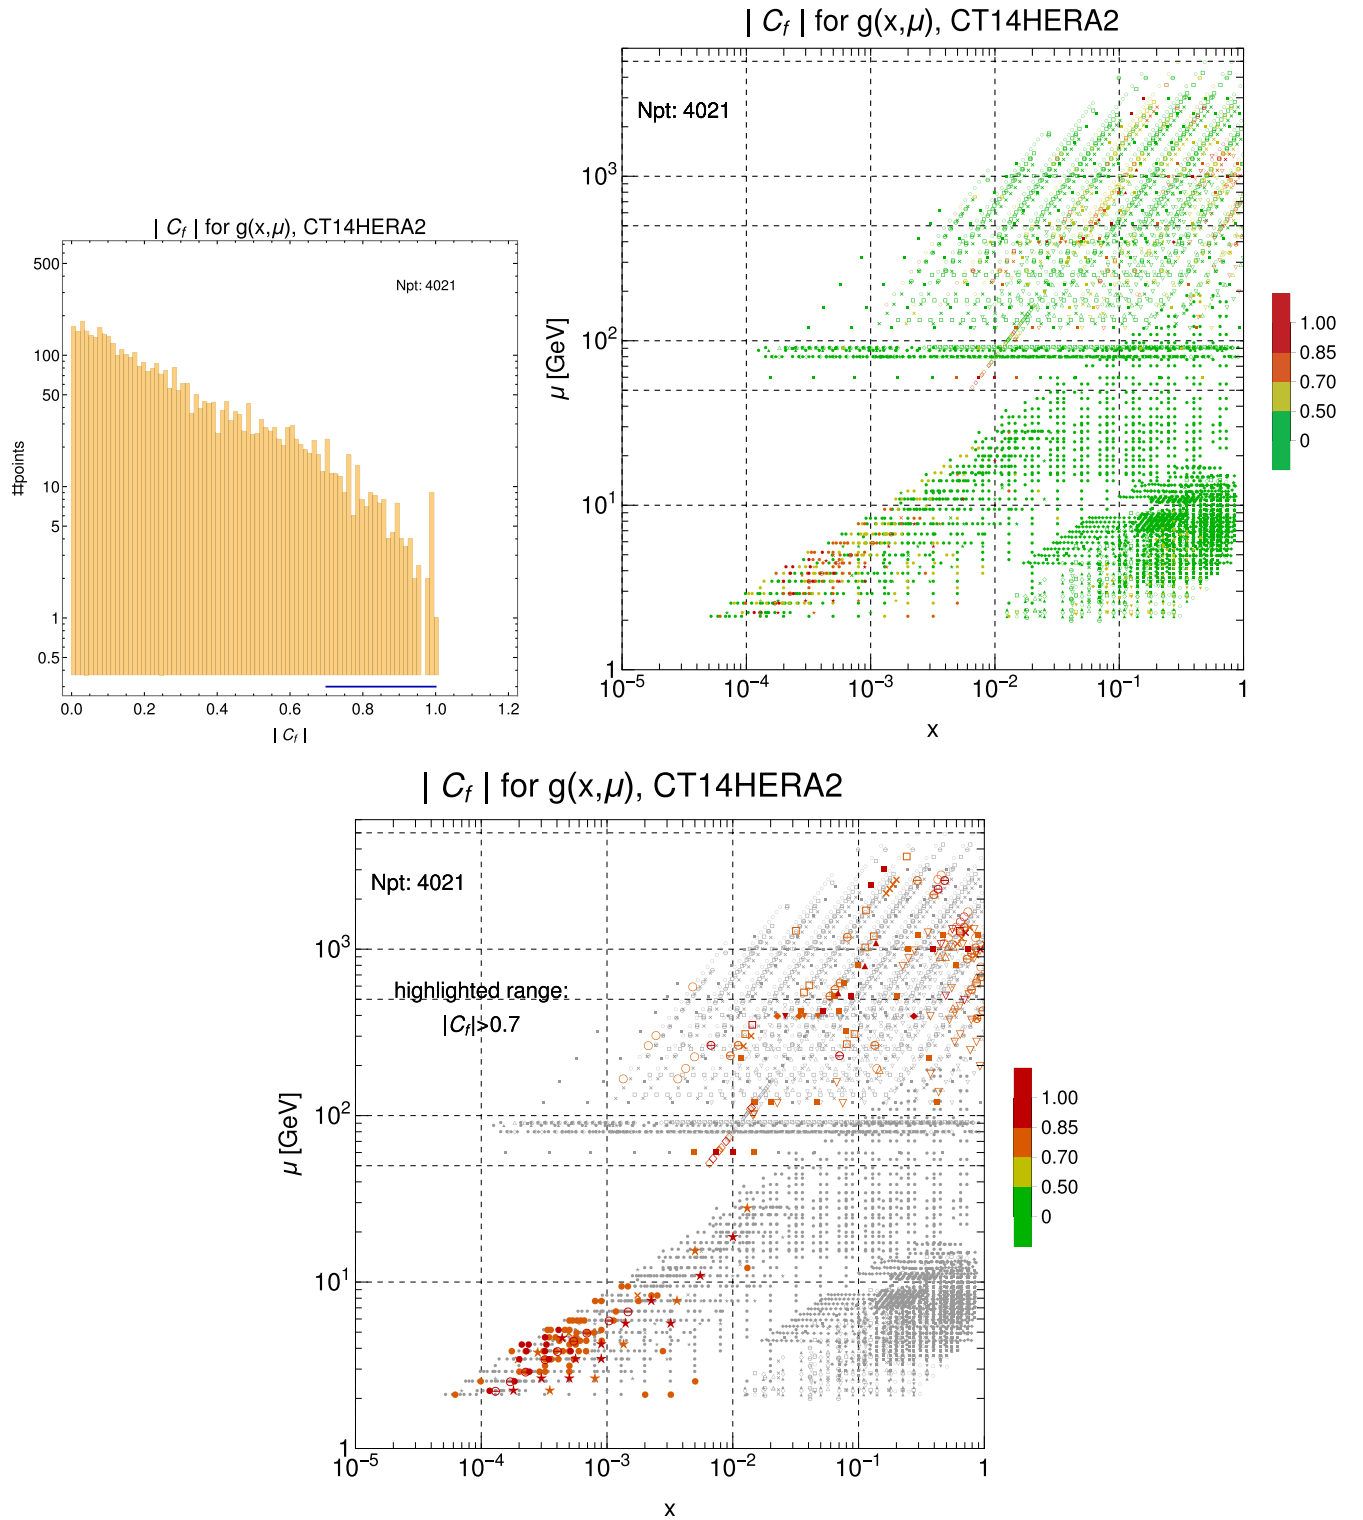 | Cf | for g(x,μ), CT14HERA2
Npt: 4021
500
100
50
10
5
1
0.5
0.0 0.2 0.4 0.6 0.8 1.0 1.2
#points
| Cf |
| Cf | for g(x,μ), CT14HERA2
Npt: 4021
10³
10²
10¹
1
10⁻⁵ 10⁻⁴ 10⁻³ 10⁻² 10⁻¹ 1
μ [GeV]
x
1.00
0.85
0.70
0.50
0
| Cf | for g(x,μ), CT14HERA2
Npt: 4021
highlighted range:
|Cf|>0.7
10³
10²
10¹
1
10⁻⁵ 10⁻⁴ 10⁻³ 10⁻² 10⁻¹ 1
μ [GeV]
x
1.00
0.85
0.70
0.50
0